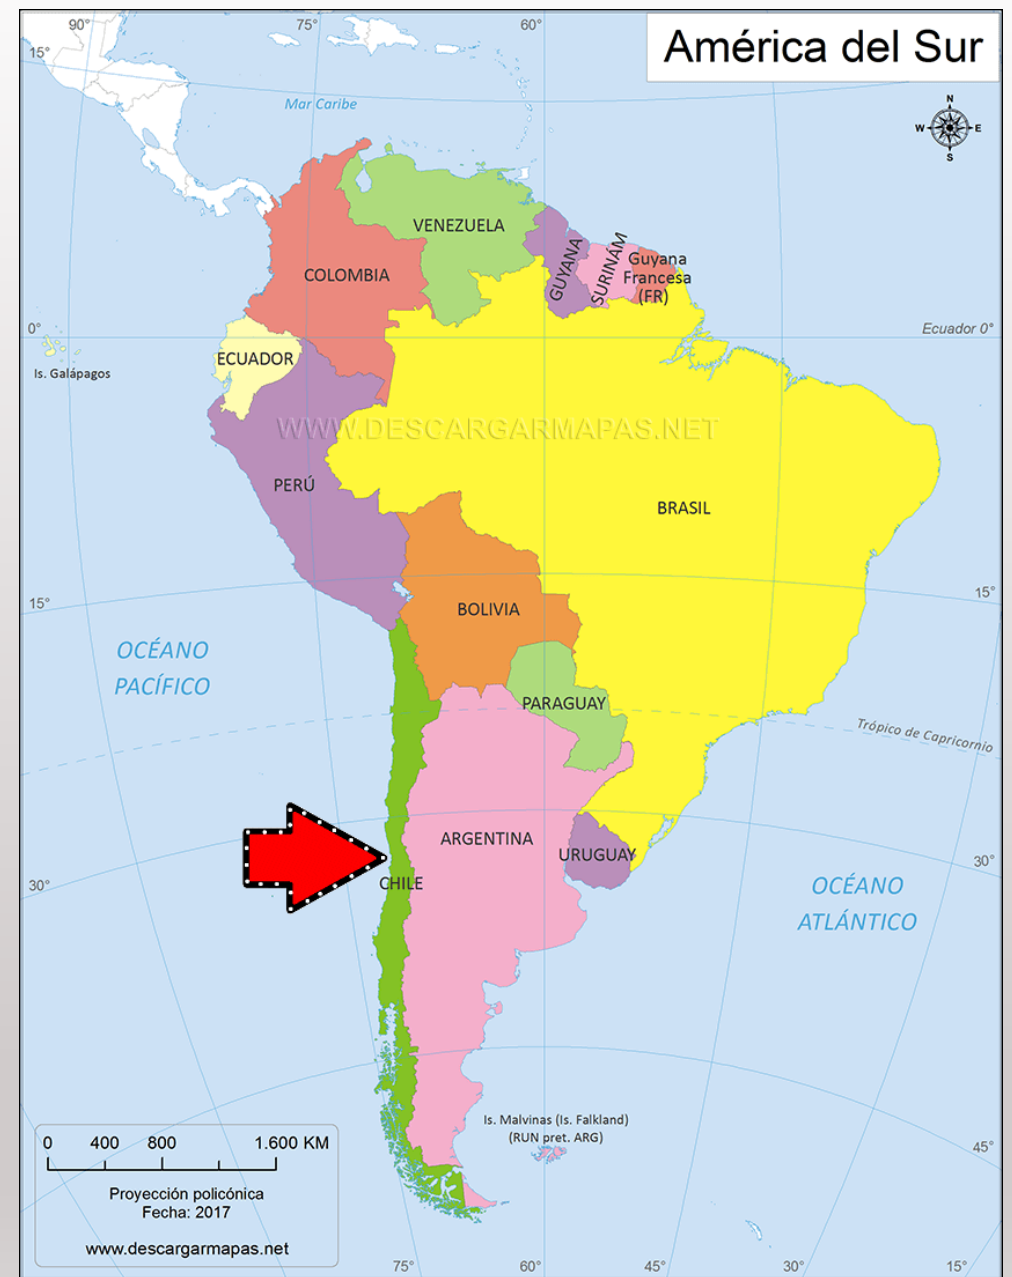 América del Sur
90°
75°
60°
15°
Mar Caribe
N
W
E
S
VENEZUELA
GUYANA
SURINÁM
Guyana
Francesa
(FR)
COLOMBIA
0°
Ecuador 0°
ECUADOR
Is. Galápagos
WWW.DESCARGARMAPAS.NET
PERÚ
BRASIL
15°
15°
BOLIVIA
OCÉANO
PACÍFICO
PARAGUAY
Trópico de Capricornio
ARGENTINA
URUGUAY
30°
30°
CHILE
OCÉANO
ATLÁNTICO
Is. Malvinas (Is. Falkland)
(RUN pret. ARG)
45°
0 400 800 1.600 KM
Proyección policónica
Fecha: 2017
www.descargarmapas.net
75°
60°
45°
30°
15°